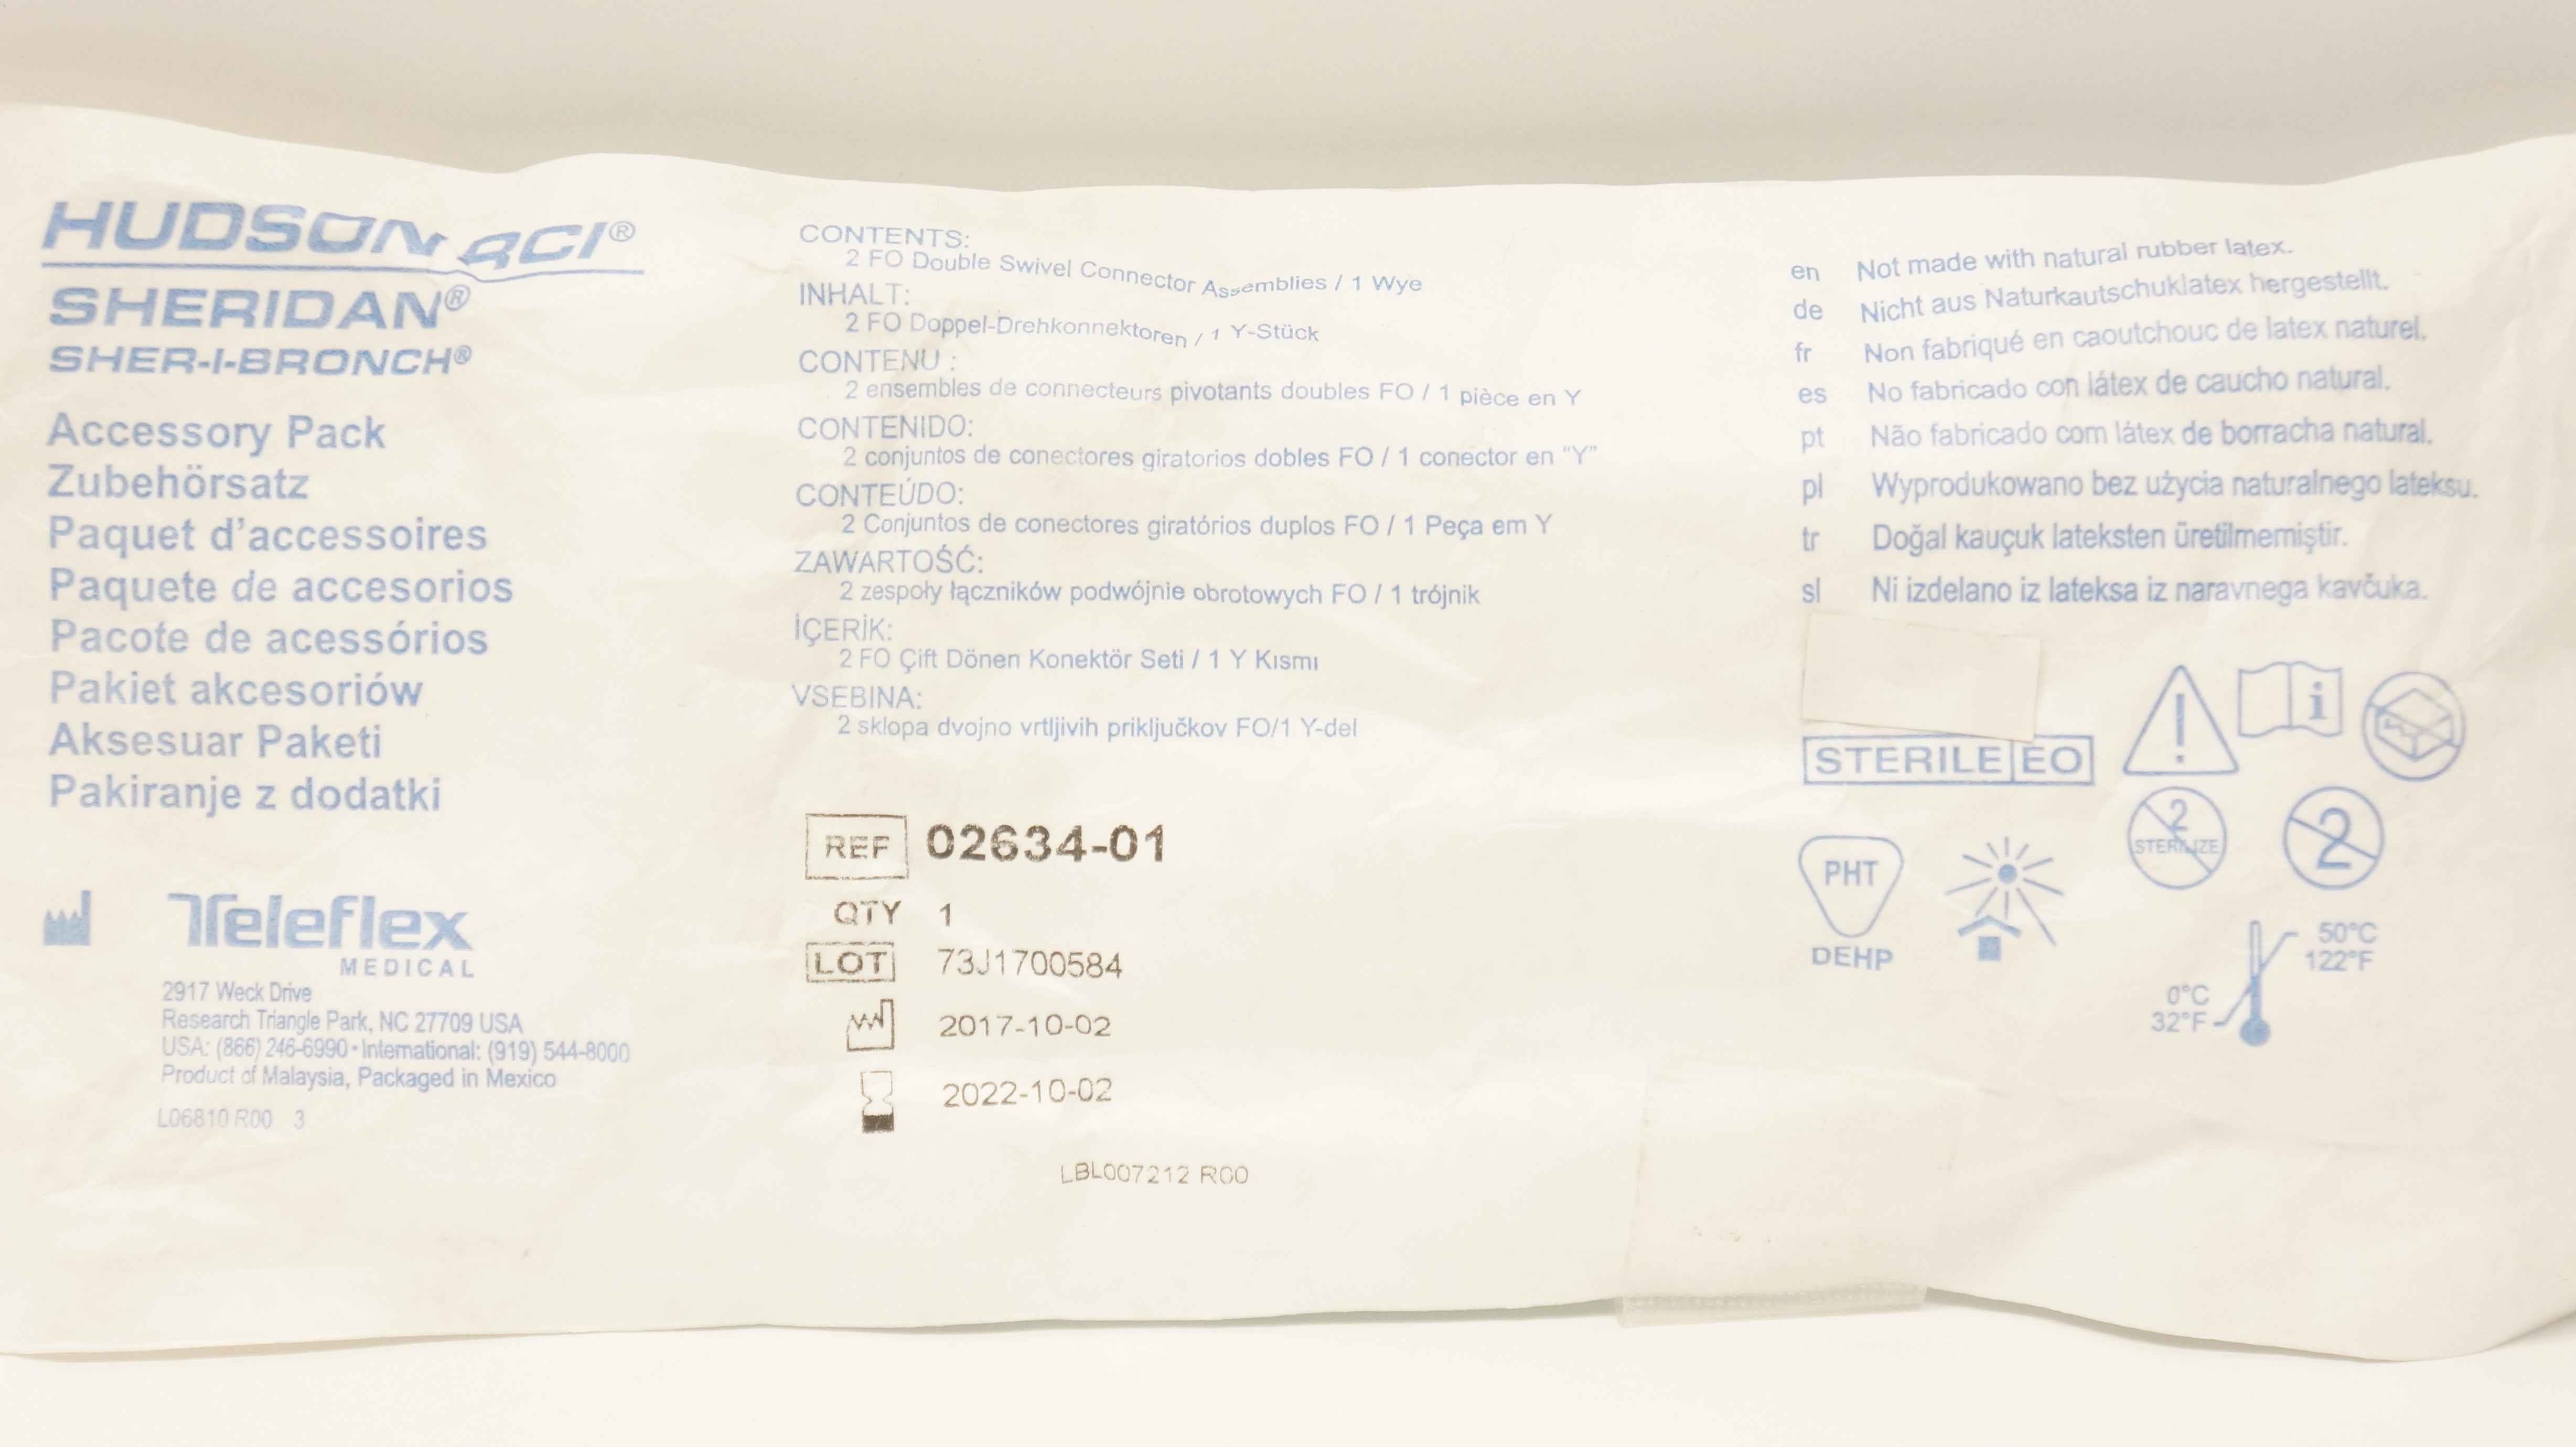 HUDSON RCI®
SHERIDAN®
SHER-I-BRONCH®
Accessory Pack
Zubehörsatz
Paquet d'accessoires
Paquete de accesorios
Pacote de acessórios
Pakiet akcesoriów
Aksesuar Paketi
Pakiranje z dodatki
Teleflex
MEDICAL
2917 Weck Drive
Research Triangle Park, NC 27709 USA
USA: (866) 246-6990 • International: (919) 544-8000
Product of Malaysia, Packaged in Mexico
L06810 R00 3
CONTENTS:
2 FO Double Swivel Connector Assemblies / 1 Wye
INHALT:
2 FO Doppel-Drehkonnektoren / 1 Y-Stück
CONTENU :
2 ensembles de connecteurs pivotants doubles FO / 1 pièce en Y
CONTENIDO:
2 conjuntos de conectores giratorios dobles FO / 1 conector en “Y”
CONTEÚDO:
2 Conjuntos de conectores giratórios duplos FO / 1 Peça em Y
ZAWARTOŚĆ:
2 zespoły łączników podwójnie obrotowych FO / 1 trójnik
İÇERİK:
2 FO Çift Dönen Konektör Seti / 1 Y Kısmı
VSEBINA:
2 sklopa dvojno vrtljivih priključkov FO/1 Y-del
REF 02634-01
QTY 1
LOT 73J1700584
2017-10-02
2022-10-02
LBL007212 R00
en Not made with natural rubber latex.
de Nicht aus Naturkautschuklatex hergestellt.
fr Non fabriqué en caoutchouc de latex naturel.
es No fabricado con látex de caucho natural.
pt Não fabricado com látex de borracha natural.
pl Wyprodukowano bez użycia naturalnego lateksu.
tr Doğal kauçuk lateksten üretilmemiştir.
sl Ni izdelano iz lateksa iz naravnega kavčuka.
STERILE EO
i
2
STERILIZE
2
PHT
DEHP
50°C
122°F
0°C
32°F